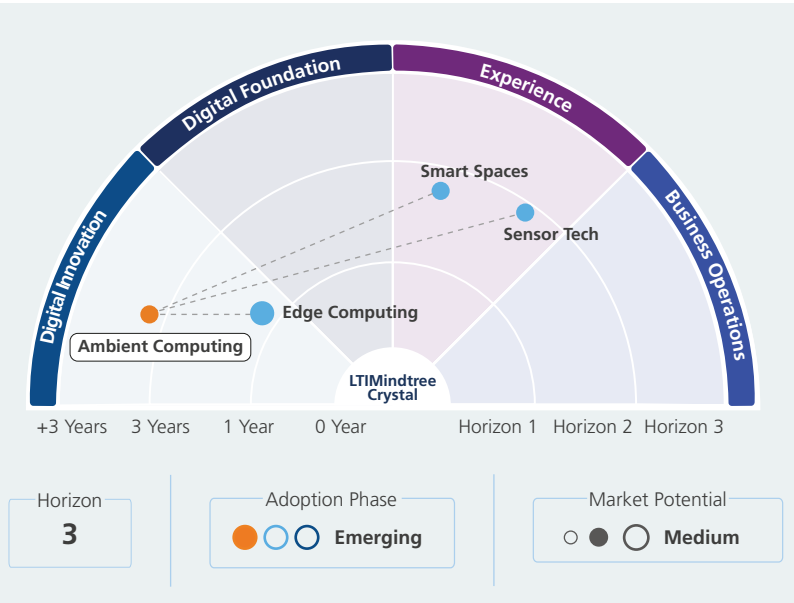 Digital Innovation
Digital Foundation
Experience
Business Operations
Smart Spaces
Sensor Tech
Edge Computing
Ambient Computing
LTIMindtree
Crystal
+3 Years
3 Years
1 Year
0 Year
Horizon 1
Horizon 2
Horizon 3
Horizon
3
Adoption Phase
Emerging
Market Potential
Medium